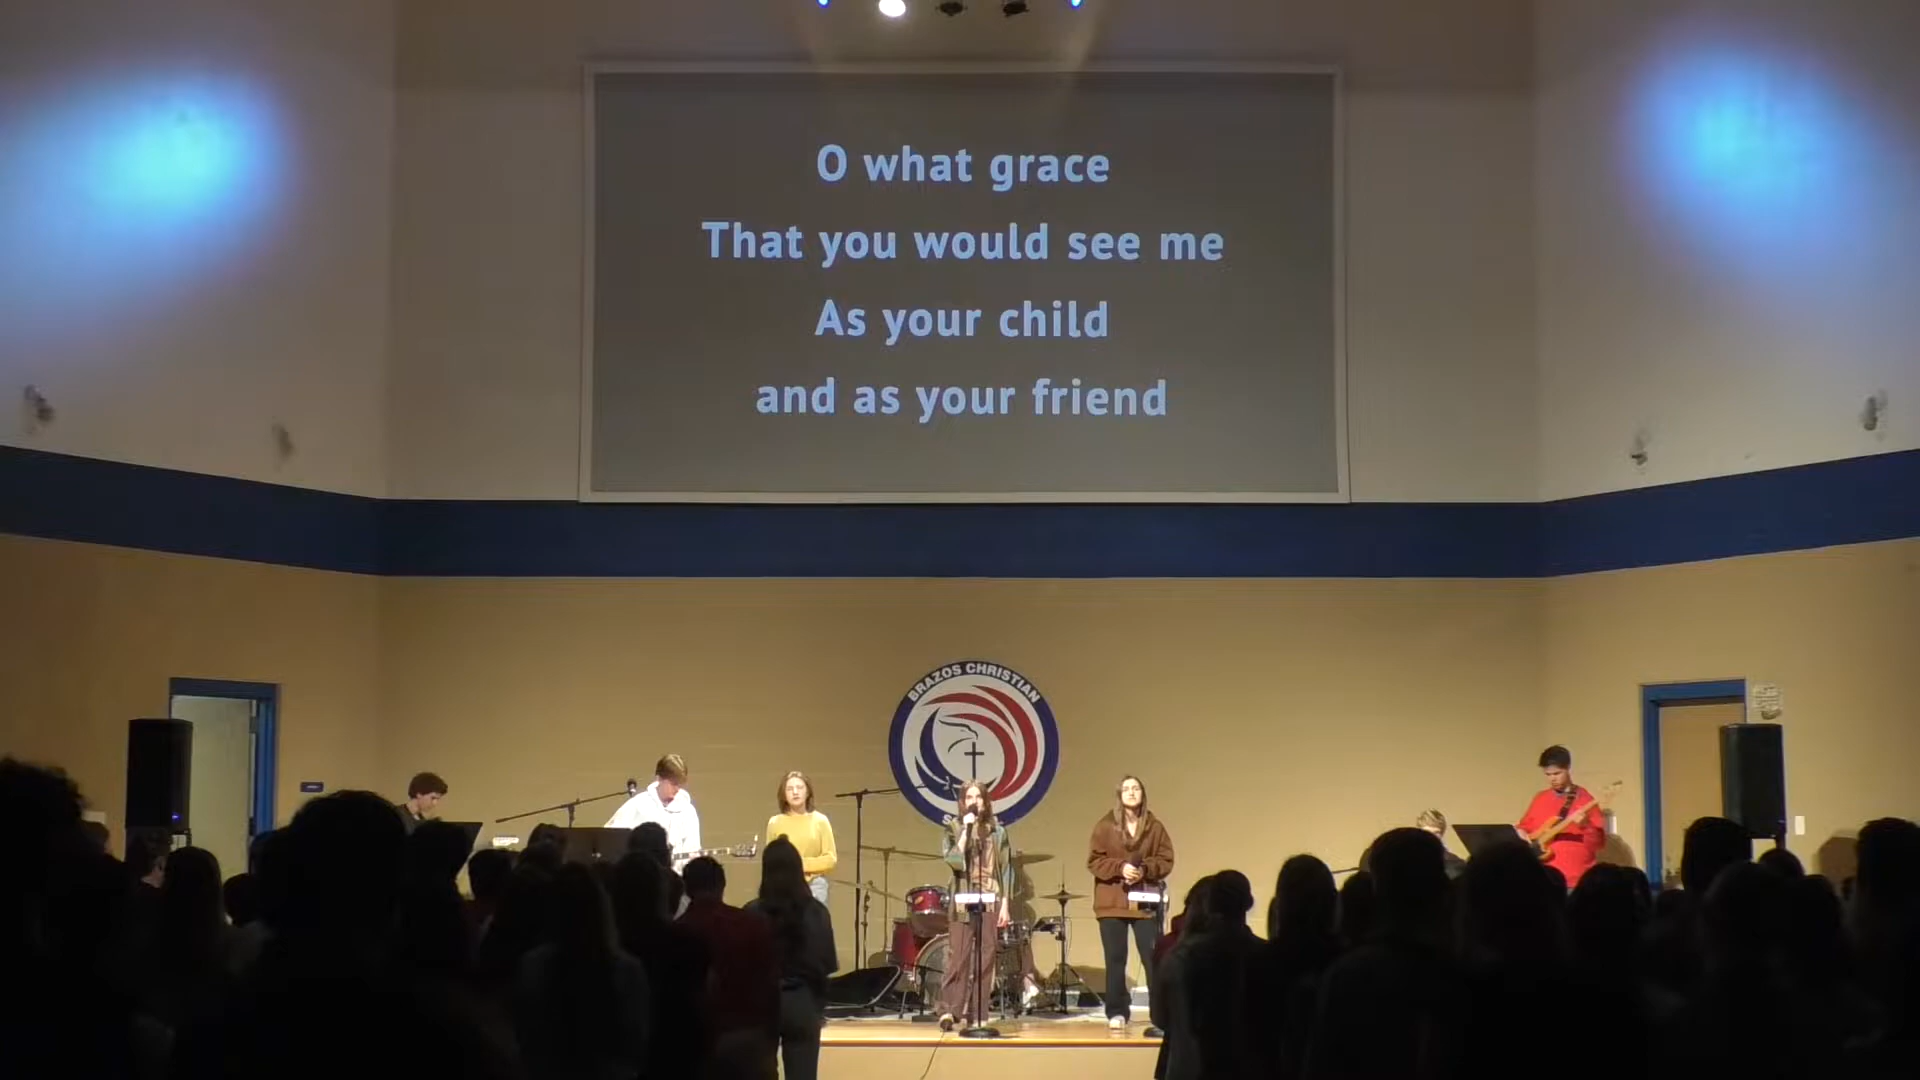 O what grace
That you would see me
As your child
and as your friend
BRAZOS CHRISTIAN